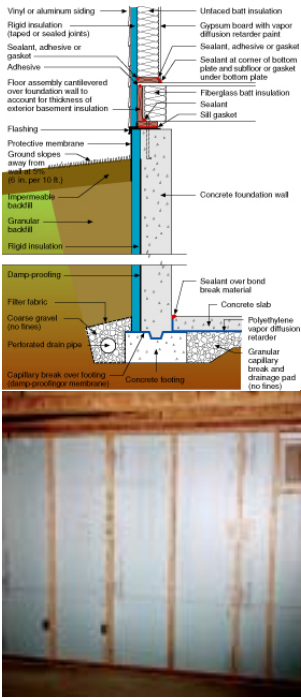 Vinyl or aluminum siding
Rigid insulation
(taped or sealed joints)
Sealant, adhesive or
gasket
Adhesive
Floor assembly cantilevered
over foundation wall to
account for thickness of
exterior basement insulation
Flashing
Protective membrane
Ground slopes
away from
wall at 5%
(6 in. per 10 ft.)
Impermeable
backfill
Granular
backfill
Rigid insulation
Damp-proofing
Filter fabric
Coarse gravel
(no fines)
Perforated drain pipe
Capillary break over footing
(damp-proofingor membrane)
Concrete footing
Unfaced batt insulation
Gypsum board with vapor
diffusion retarder paint
Sealant, adhesive or gasket
Sealant at corner of bottom
plate and subfloor or gasket
under bottom plate
Fiberglass batt insulation
Sealant
Sill gasket
Concrete foundation wall
Sealant over bond
break material
Concrete slab
Polyethylene
vapor diffusion
retarder
Granular
capillary
break and
drainage pad
(no fines)